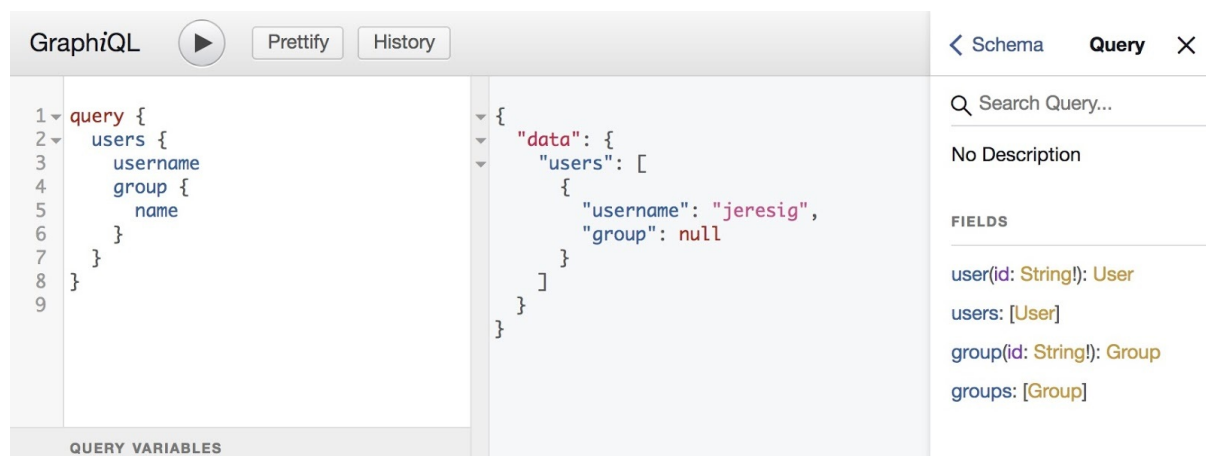 GraphiQL
Prettify
History
1 query {
2   users {
3     username
4     group {
5       name
6     }
7   }
8 }
9
QUERY VARIABLES
{
  "data": {
    "users": [
      {
        "username": "jeresig",
        "group": null
      }
    ]
  }
}
Schema
Query
Search Query...
No Description
FIELDS
user(id: String!): User
users: [User]
group(id: String!): Group
groups: [Group]